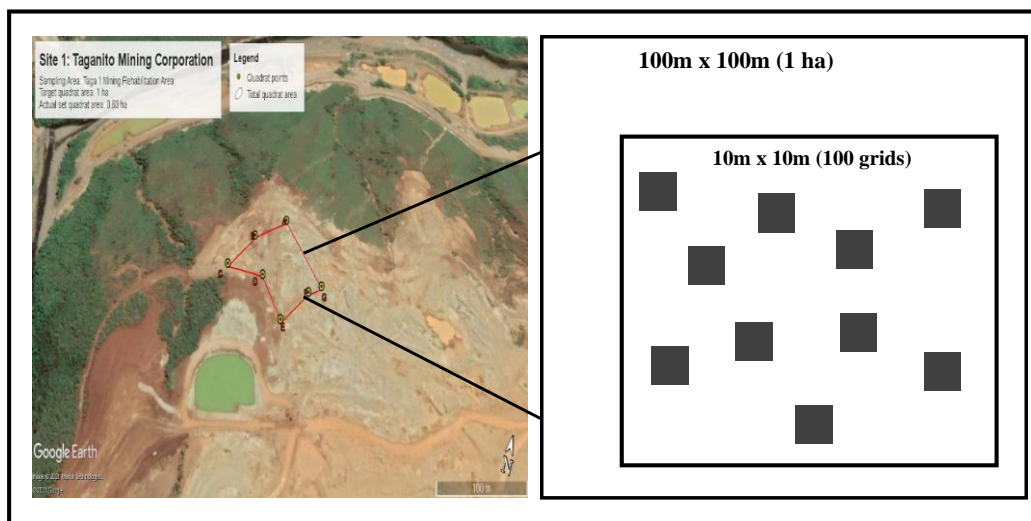 Site 1: Taganito Mining Corporation
Sampling Area: Taga 1 Mining Rehabilitation Area
Target quadrat area: 1 ha
Actual set quadrat area: 0.63 ha
Legend
Quadrat points
Total quadrat area
100m x 100m (1 ha)
10m x 10m (100 grids)
Google Earth
N
100 m